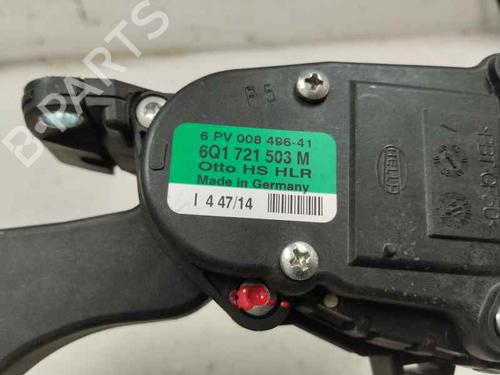 P5
6 PV 008 496-41
6Q1 721 503 M
Otto HS HLR
Made in Germany
I 4 47/14
HELLA
B-PARTS